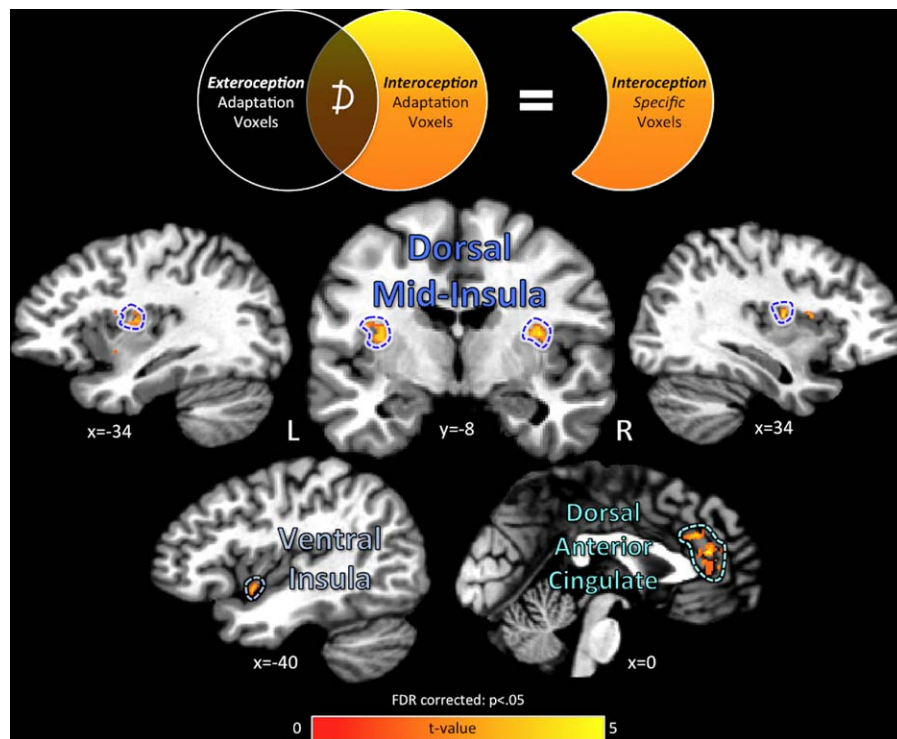 Exteroception
Adaptation
Voxels
Interoception
Adaptation
Voxels
=
Interoception
Specific
Voxels
Dorsal
Mid-Insula
x=-34
L
y=-8
R
x=34
Ventral
Insula
x=-40
Dorsal
Anterior
Cingulate
x=0
FDR corrected: p<.05
0
t-value
5